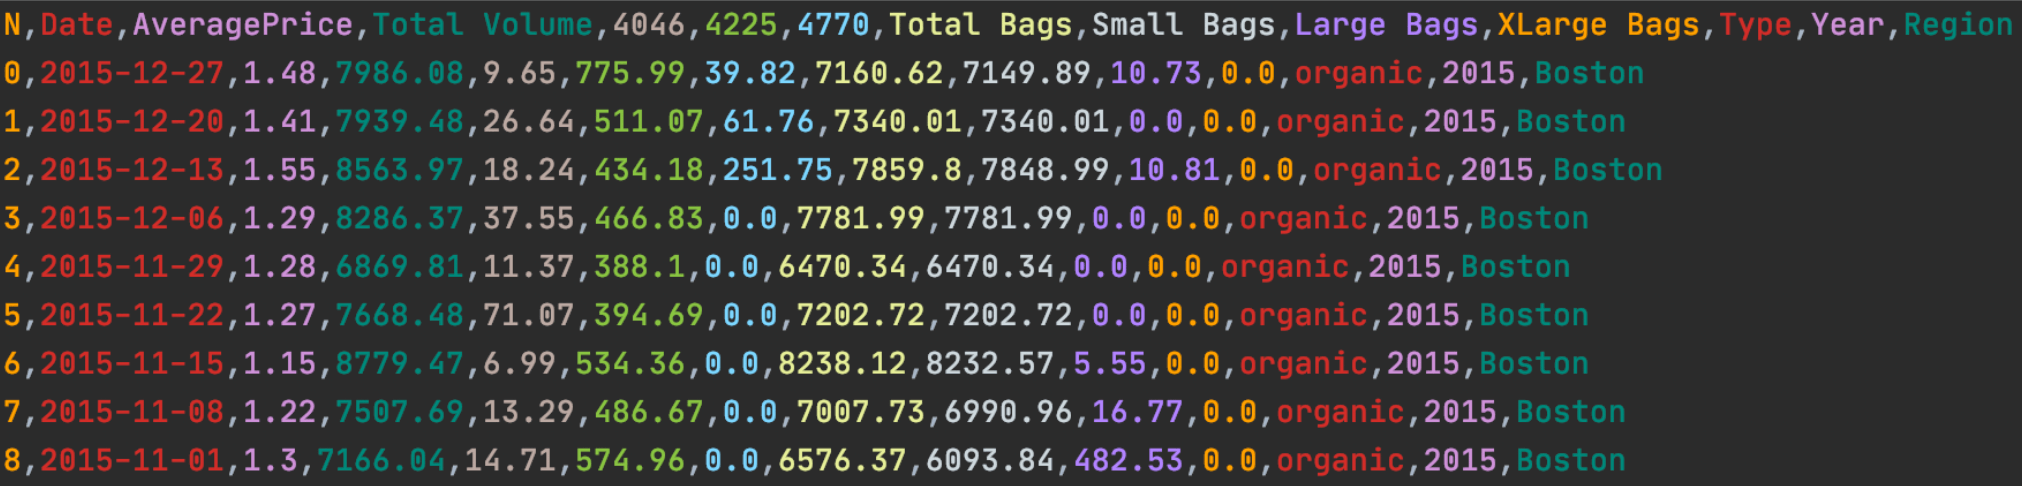 N,Date,AveragePrice,Total Volume,4046,4225,4770,Total Bags,Small Bags,Large Bags,XLarge Bags,Type,Year,Region
0,2015-12-27,1.48,7986.08,9.65,775.99,39.82,7160.62,7149.89,10.73,0.0,organic,2015,Boston
1,2015-12-20,1.41,7939.48,26.64,511.07,61.76,7340.01,7340.01,0.0,0.0,organic,2015,Boston
2,2015-12-13,1.55,8563.97,18.24,434.18,251.75,7859.8,7848.99,10.81,0.0,organic,2015,Boston
3,2015-12-06,1.29,8286.37,37.55,466.83,0.0,7781.99,7781.99,0.0,0.0,organic,2015,Boston
4,2015-11-29,1.28,6869.81,11.37,388.1,0.0,6470.34,6470.34,0.0,0.0,organic,2015,Boston
5,2015-11-22,1.27,7668.48,71.07,394.69,0.0,7202.72,7202.72,0.0,0.0,organic,2015,Boston
6,2015-11-15,1.15,8779.47,6.99,534.36,0.0,8238.12,8232.57,5.55,0.0,organic,2015,Boston
7,2015-11-08,1.22,7507.69,13.29,486.67,0.0,7007.73,6990.96,16.77,0.0,organic,2015,Boston
8,2015-11-01,1.3,7166.04,14.71,574.96,0.0,6576.37,6093.84,482.53,0.0,organic,2015,Boston